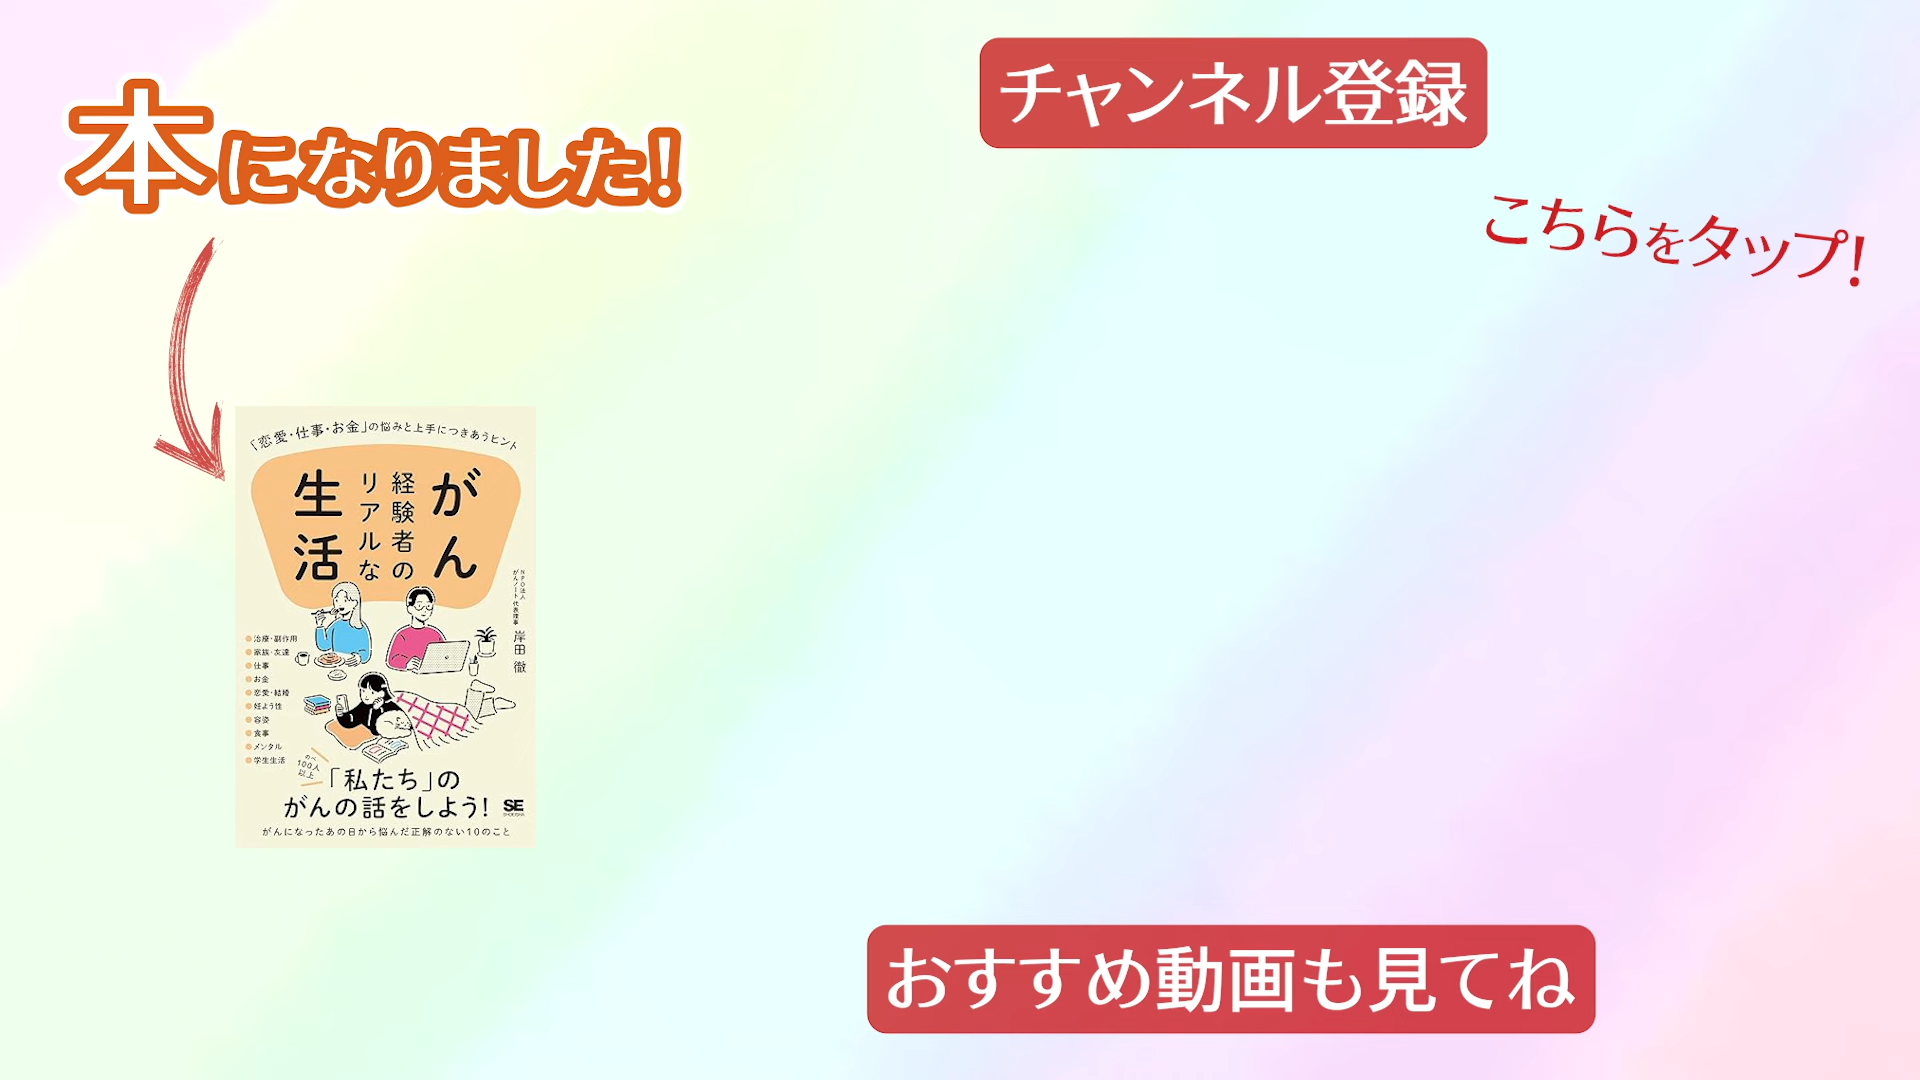 本になりました!
チャンネル登録
こちらをタップ!
「恋愛・仕事・お金」の悩みと上手につきあうヒント
がん
経験者の
リアルな
生活
NPO法人
がんノート 代表理事
岸田 徹
治療・副作用
家族・友達
仕事
お金
恋愛・結婚
妊よう性
容姿
食事
メンタル
学生生活
のべ
100人
以上
「私たち」の
がんの話をしよう!
SE
SHOEISHA
がんになったあの日から悩んだ正解のない10のこと
おすすめ動画も見てね